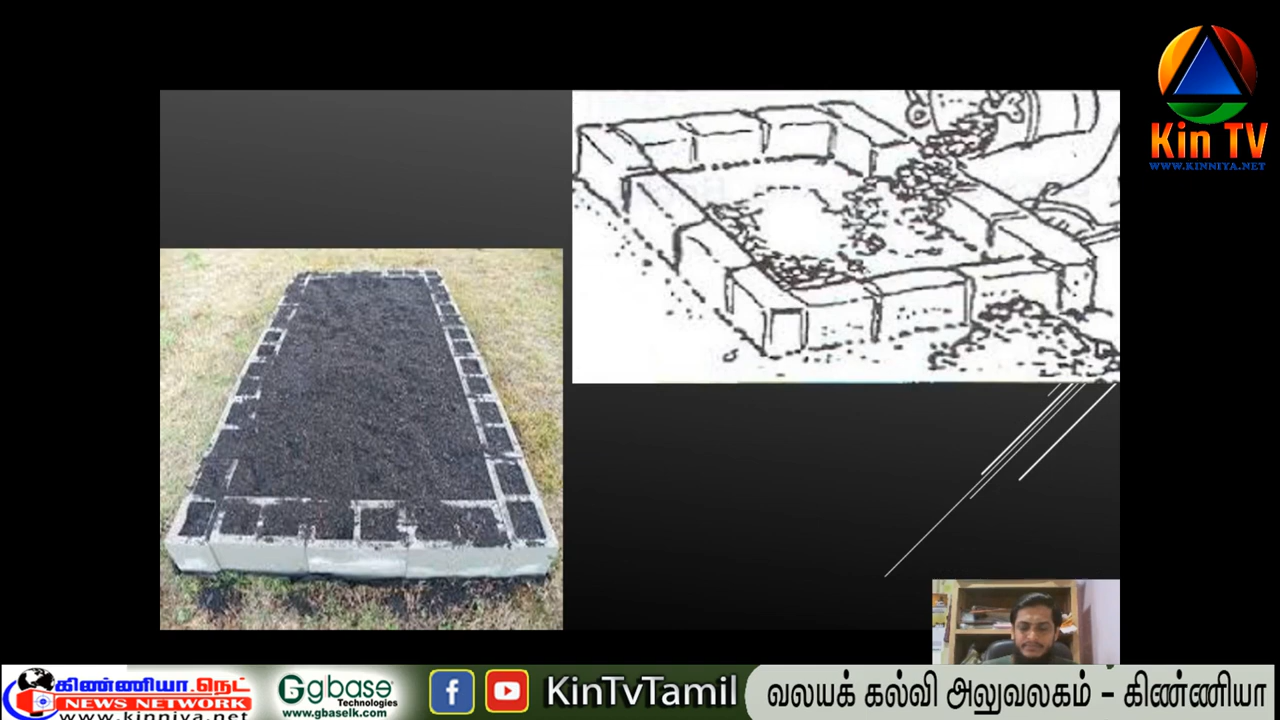 Kin TV
WWW.KINNIYA.NET
கிண்ணியா.நெட்
NEWS NETWORK
www.kinniya.net
gbase
Technologies
www.gbaselk.com
KinTvTamil
வலயக் கல்வி அலுவலகம் - கிண்ணியா